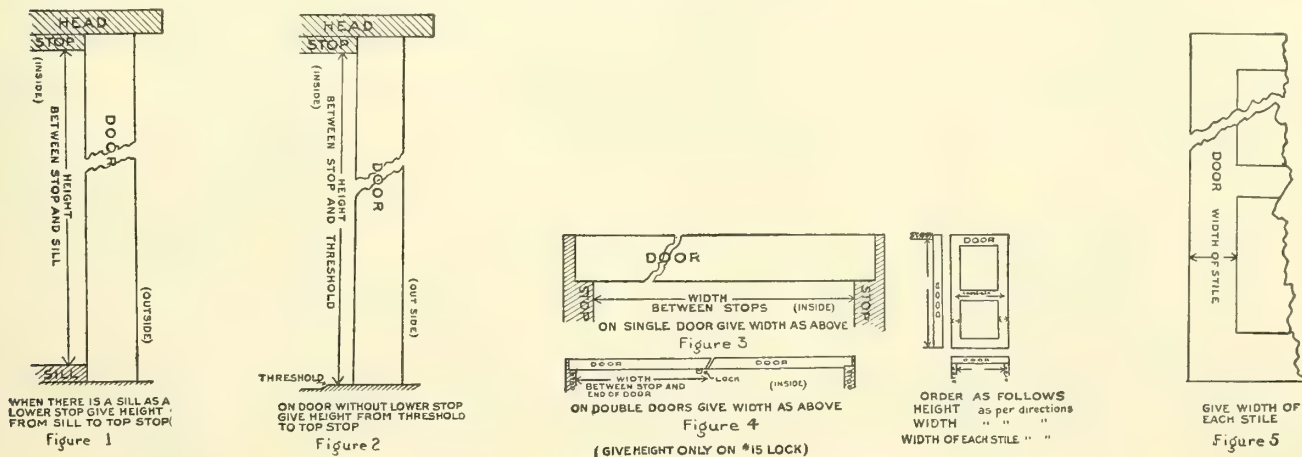 HEAD
STOP
(INSIDE)
HEIGHT
BETWEEN STOP AND SILL
DOOR
(OUTSIDE)
SILL
WHEN THERE IS A SILL AS A
LOWER STOP GIVE HEIGHT
FROM SILL TO TOP STOP(
Figure 1
HEAD
STOP
(INSIDE)
HEIGHT
BETWEEN STOP AND THRESHOLD
DOOR
(OUT SIDE)
THRESHOLD
ON DOOR WITHOUT LOWER STOP
GIVE HEIGHT FROM THRESHOLD
TO TOP STOP
Figure 2
DOOR
STOP
STOP
WIDTH
BETWEEN STOPS (INSIDE)
ON SINGLE DOOR GIVE WIDTH AS ABOVE
Figure 3
DOOR DOOR
STOP
STOP
WIDTH
BETWEEN STOP AND
END OF DOOR
LOCK
(INSIDE)
ON DOUBLE DOORS GIVE WIDTH AS ABOVE
Figure 4
(GIVE HEIGHT ONLY ON #15 LOCK)
STOP
DOOR
DOOR
DOOR
ORDER AS FOLLOWS
HEIGHT as per directions
WIDTH " " "
WIDTH OF EACH STILE " "
DOOR
WIDTH OF STILE
GIVE WIDTH OF
EACH STILE
Figure 5